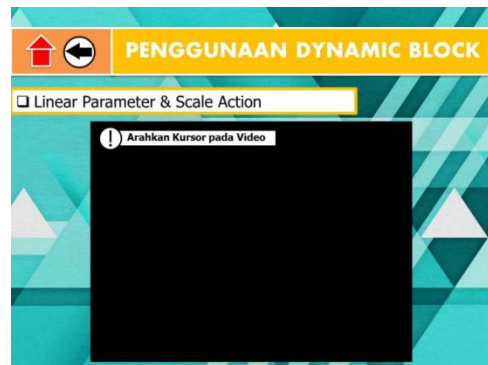 PENGGUNAAN DYNAMIC BLOCK
❑ Linear Parameter & Scale Action
! Arahkan Kursor pada Video